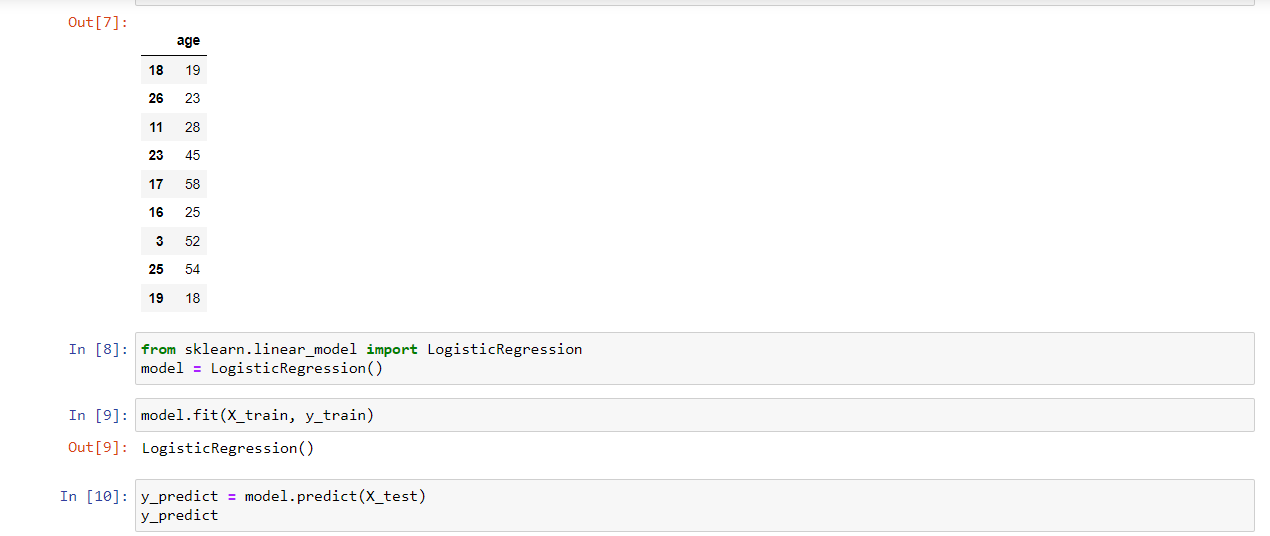 Out[7]:
age
18 19
26 23
11 28
23 45
17 58
16 25
3 52
25 54
19 18
In [8]: from sklearn.linear_model import LogisticRegression
model = LogisticRegression()
In [9]: model.fit(X_train, y_train)
Out[9]: LogisticRegression()
In [10]: y_predict = model.predict(X_test)
y_predict